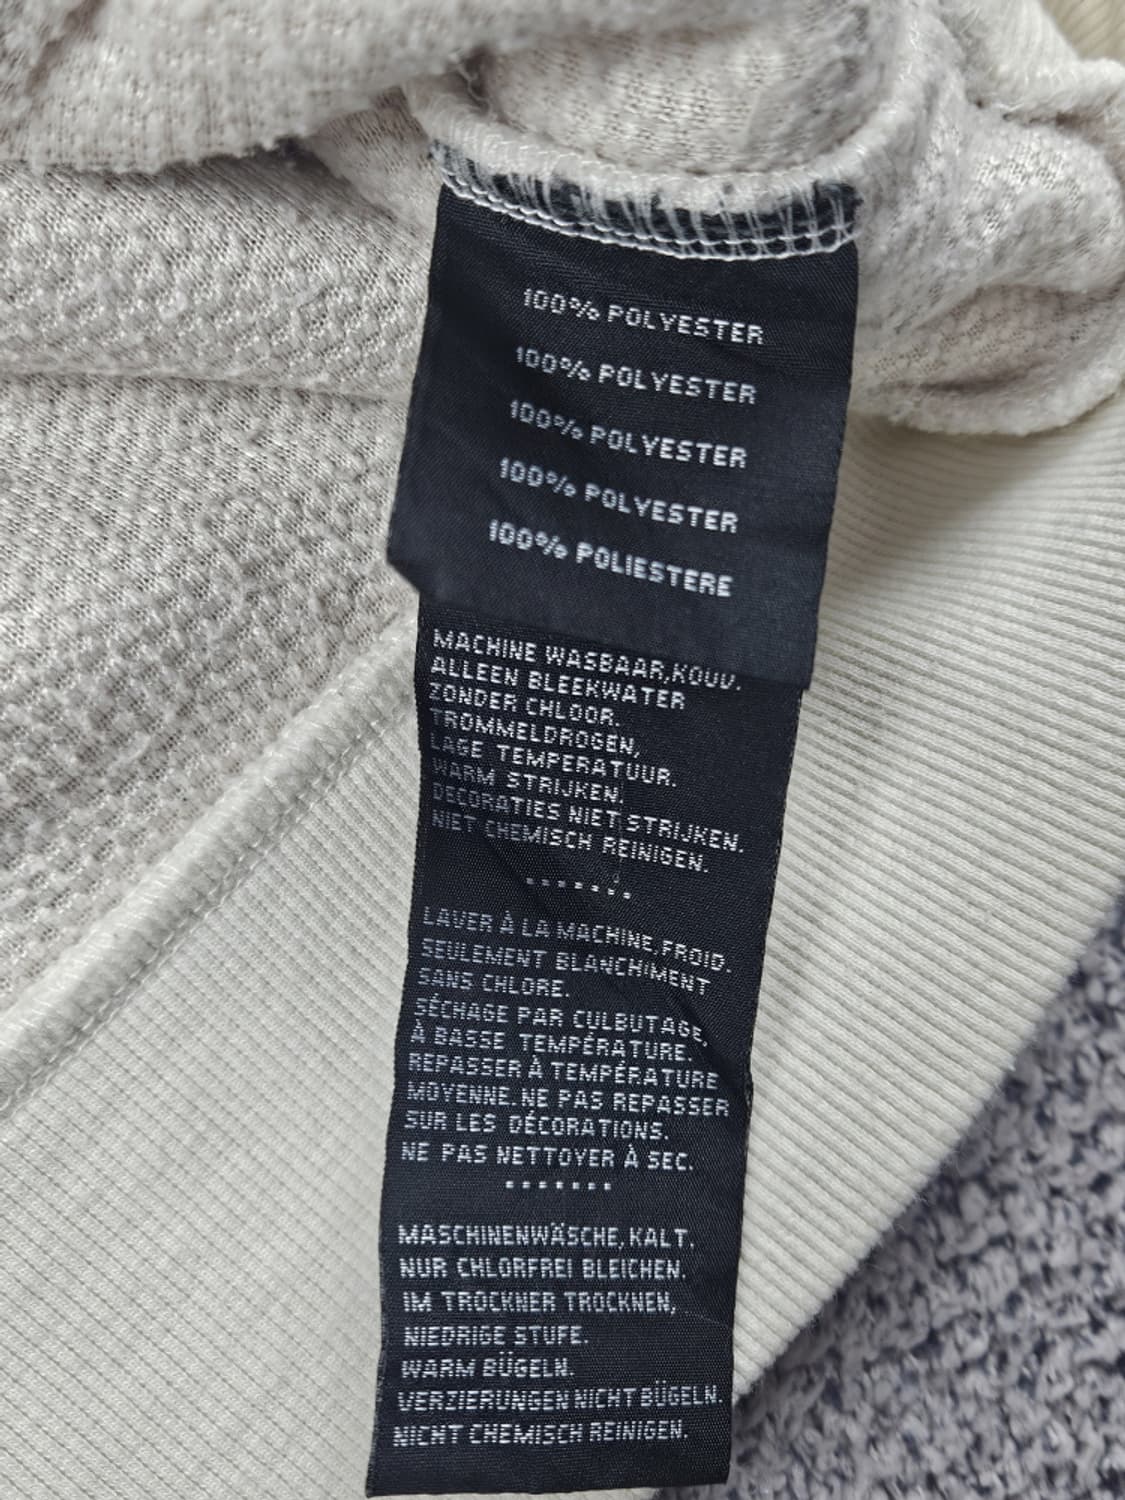 100% POLYESTER
100% POLYESTER
100% POLYESTER
100% POLYESTER
100% POLIESTERE
MACHINE WASBAAR,KOUD.
ALLEEN BLEEKWATER
ZONDER CHLOOR.
TROMMELDROGEN,
LAGE TEMPERATUUR.
WARM STRIJKEN.
DECORATIES NIET STRIJKEN.
NIET CHEMISCH REINIGEN.
.......
LAVER À LA MACHINE,FROID.
SEULEMENT BLANCHIMENT
SANS CHLORE.
SÉCHAGE PAR CULBUTAGE,
À BASSE TEMPÉRATURE.
REPASSER À TEMPÉRATURE
MOYENNE.NE PAS REPASSER
SUR LES DÉCORATIONS.
NE PAS NETTOYER À SEC.
.......
MASCHINENWÄSCHE,KALT.
NUR CHLORFREI BLEICHEN.
IM TROCKNER TROCKNEN,
NIEDRIGE STUFE.
WARM BÜGELN.
VERZIERUNGEN NICHT BÜGELN.
NICHT CHEMISCH REINIGEN.